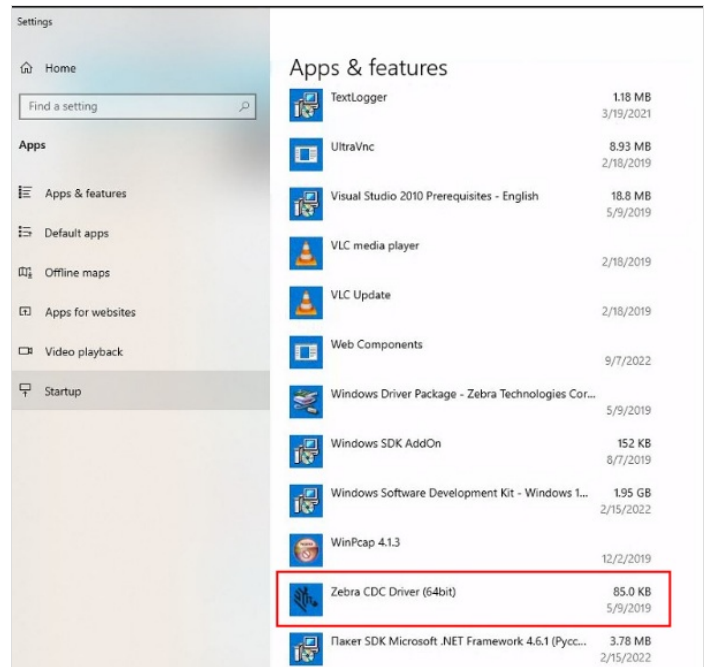 Settings
Home
Find a setting
Apps
Apps & features
Default apps
Offline maps
Apps for websites
Video playback
Startup
Apps & features
TextLogger 1.18 MB
3/19/2021
UltraVnc 8.93 MB
2/18/2019
Visual Studio 2010 Prerequisites - English 18.8 MB
5/9/2019
VLC media player
2/18/2019
VLC Update
2/18/2019
Web Components
9/7/2022
Windows Driver Package - Zebra Technologies Cor...
5/9/2019
Windows SDK AddOn 152 KB
8/7/2019
Windows Software Development Kit - Windows 1... 1.95 GB
2/15/2022
WinPcap 4.1.3
12/2/2019
Zebra CDC Driver (64bit) 85.0 KB
5/9/2019
Пакет SDK Microsoft .NET Framework 4.6.1 (Русс... 3.78 MB
2/15/2022